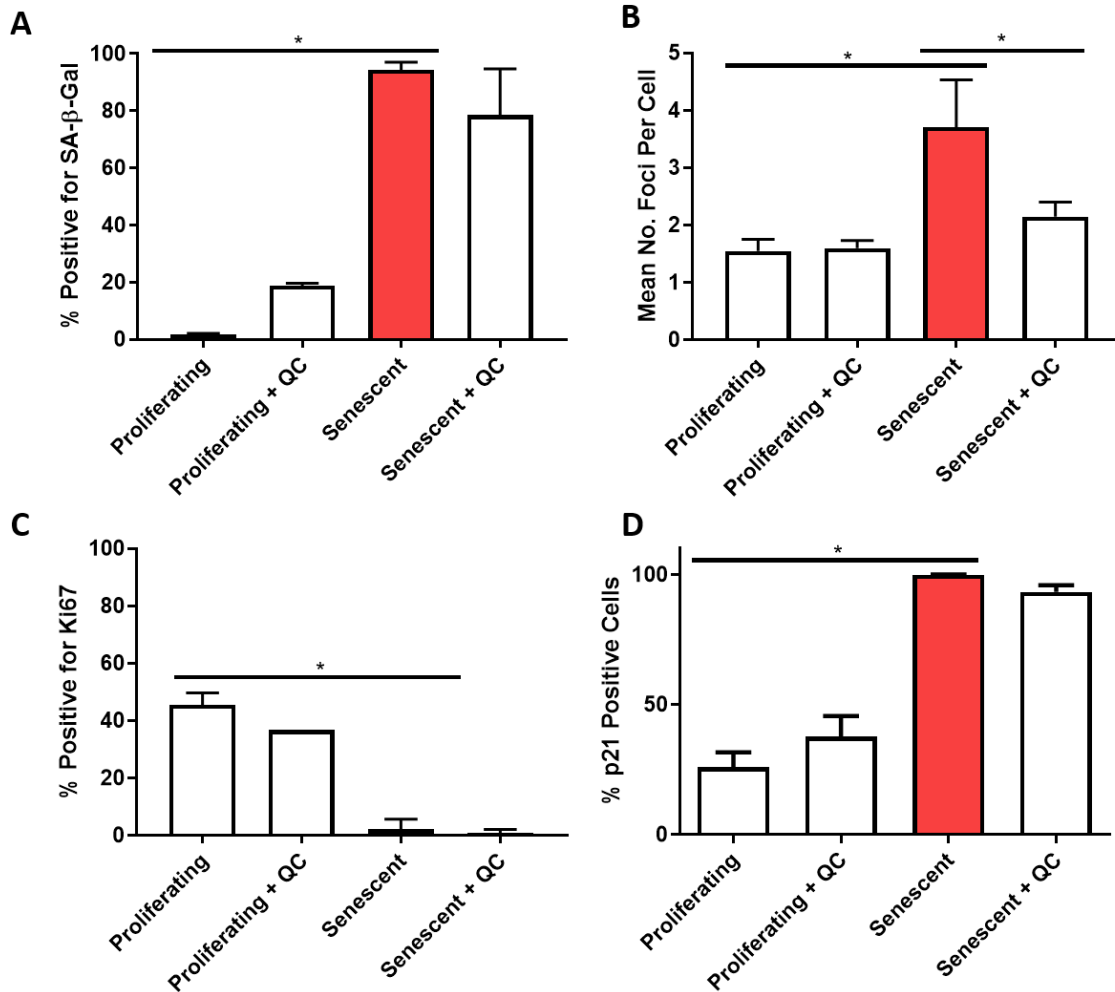 A
*
% Positive for SA-β-Gal
100
80
60
40
20
0
Proliferating
Proliferating + QC
Senescent
Senescent + QC
B
*
*
Mean No. Foci Per Cell
5
4
3
2
1
0
Proliferating
Proliferating + QC
Senescent
Senescent + QC
C
*
% Positive for Ki67
100
80
60
40
20
0
Proliferating
Proliferating + QC
Senescent
Senescent + QC
D
*
% p21 Positive Cells
100
50
0
Proliferating
Proliferating + QC
Senescent
Senescent + QC